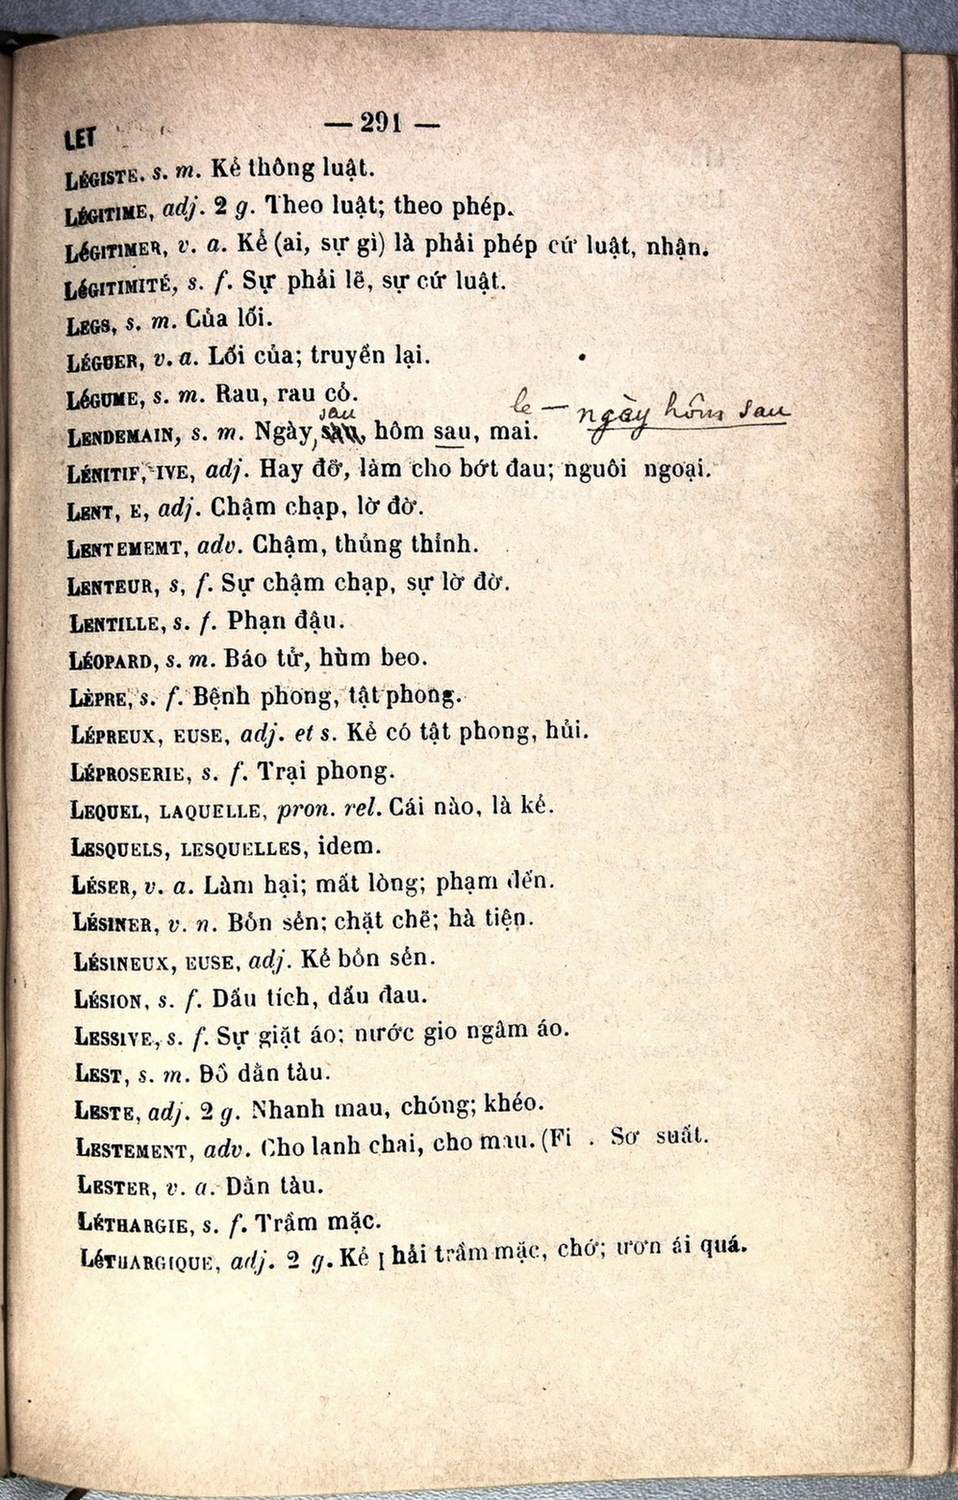 LET
— 291 —
LÉGISTE. s. m. Kẻ thông luật.
LÉGITIME, adj. 2 g. Theo luật; theo phép.
LÉGITIMER, v. a. Kể (ai, sự gì) là phải phép cứ luật, nhận.
LÉGITIMITÉ, s. f. Sự phải lẽ, sự cứ luật.
LEGS, s. m. Của lối.
LÉGUER, v. a. Lối của; truyền lại.
LÉGUME, s. m. Rau, rau cỏ.
sau
le — ngày hôm sau
LENDEMAIN, s. m. Ngày, hôm sau, mai.
LÉNITIF, IVE, adj. Hay đỡ, làm cho bớt đau; nguôi ngoại.
LENT, E, adj. Chậm chạp, lờ đờ.
LENTEMEMT, adv. Chậm, thủng thỉnh.
LENTEUR, s, f. Sự chậm chạp, sự lờ đờ.
LENTILLE, s. f. Phạn đậu.
LÉOPARD, s. m. Báo tử, hùm beo.
LÈPRE, s. f. Bệnh phong, tật phong.
LÉPREUX, EUSE, adj. et s. Kẻ có tật phong, hủi.
LÉPROSERIE, s. f. Trại phong.
LEQUEL, LAQUELLE, pron. rel. Cái nào, là kẻ.
LESQUELS, LESQUELLES, idem.
LÉSER, v. a. Làm hại; mất lòng; phạm đến.
LÉSINER, v. n. Bỏn sẻn; chặt chẽ; hà tiện.
LÉSINEUX, EUSE, adj. Kẻ bỏn sẻn.
LÉSION, s. f. Dấu tích, dấu đau.
LESSIVE, s. f. Sự giặt áo; nước gio ngâm áo.
LEST, s. m. Đồ dằn tàu.
LESTE, adj. 2 g. Nhanh mau, chóng; khéo.
LESTEMENT, adv. Cho lanh chai, cho mau. (Fi . Sơ suất.
LESTER, v. a. Dằn tàu.
LÉTHARGIE, s. f. Trầm mặc.
LÉTHARGIQUE, adj. 2 g. Kẻ hải trầm mặc, chớ; ươn ái quá.